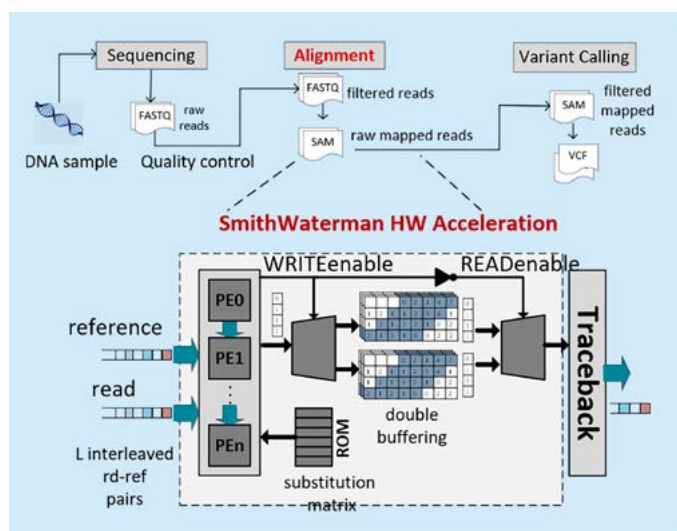 Sequencing
Alignment
Variant Calling
FASTQ
raw
reads
FASTQ
filtered reads
SAM
filtered
mapped
reads
DNA sample
Quality control
SAM
raw mapped reads
VCF
SmithWaterman HW Acceleration
WRITEenable
READenable
PE0
reference
PE1
read
PEn
L interleaved
rd-ref
pairs
ROM
substitution
matrix
double
buffering
Traceback